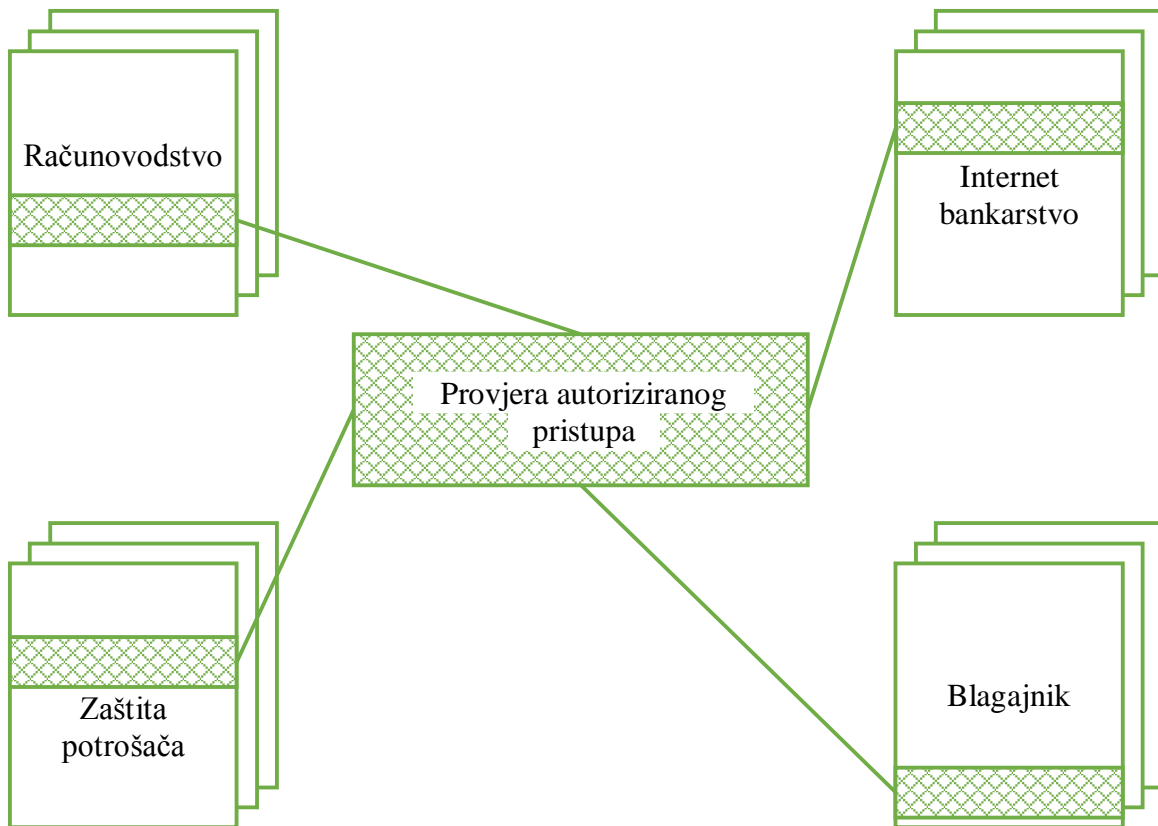 Računovodstvo
Internet
bankarstvo
Provjera autoriziranog
pristupa
Zaštita
potrošača
Blagajnik